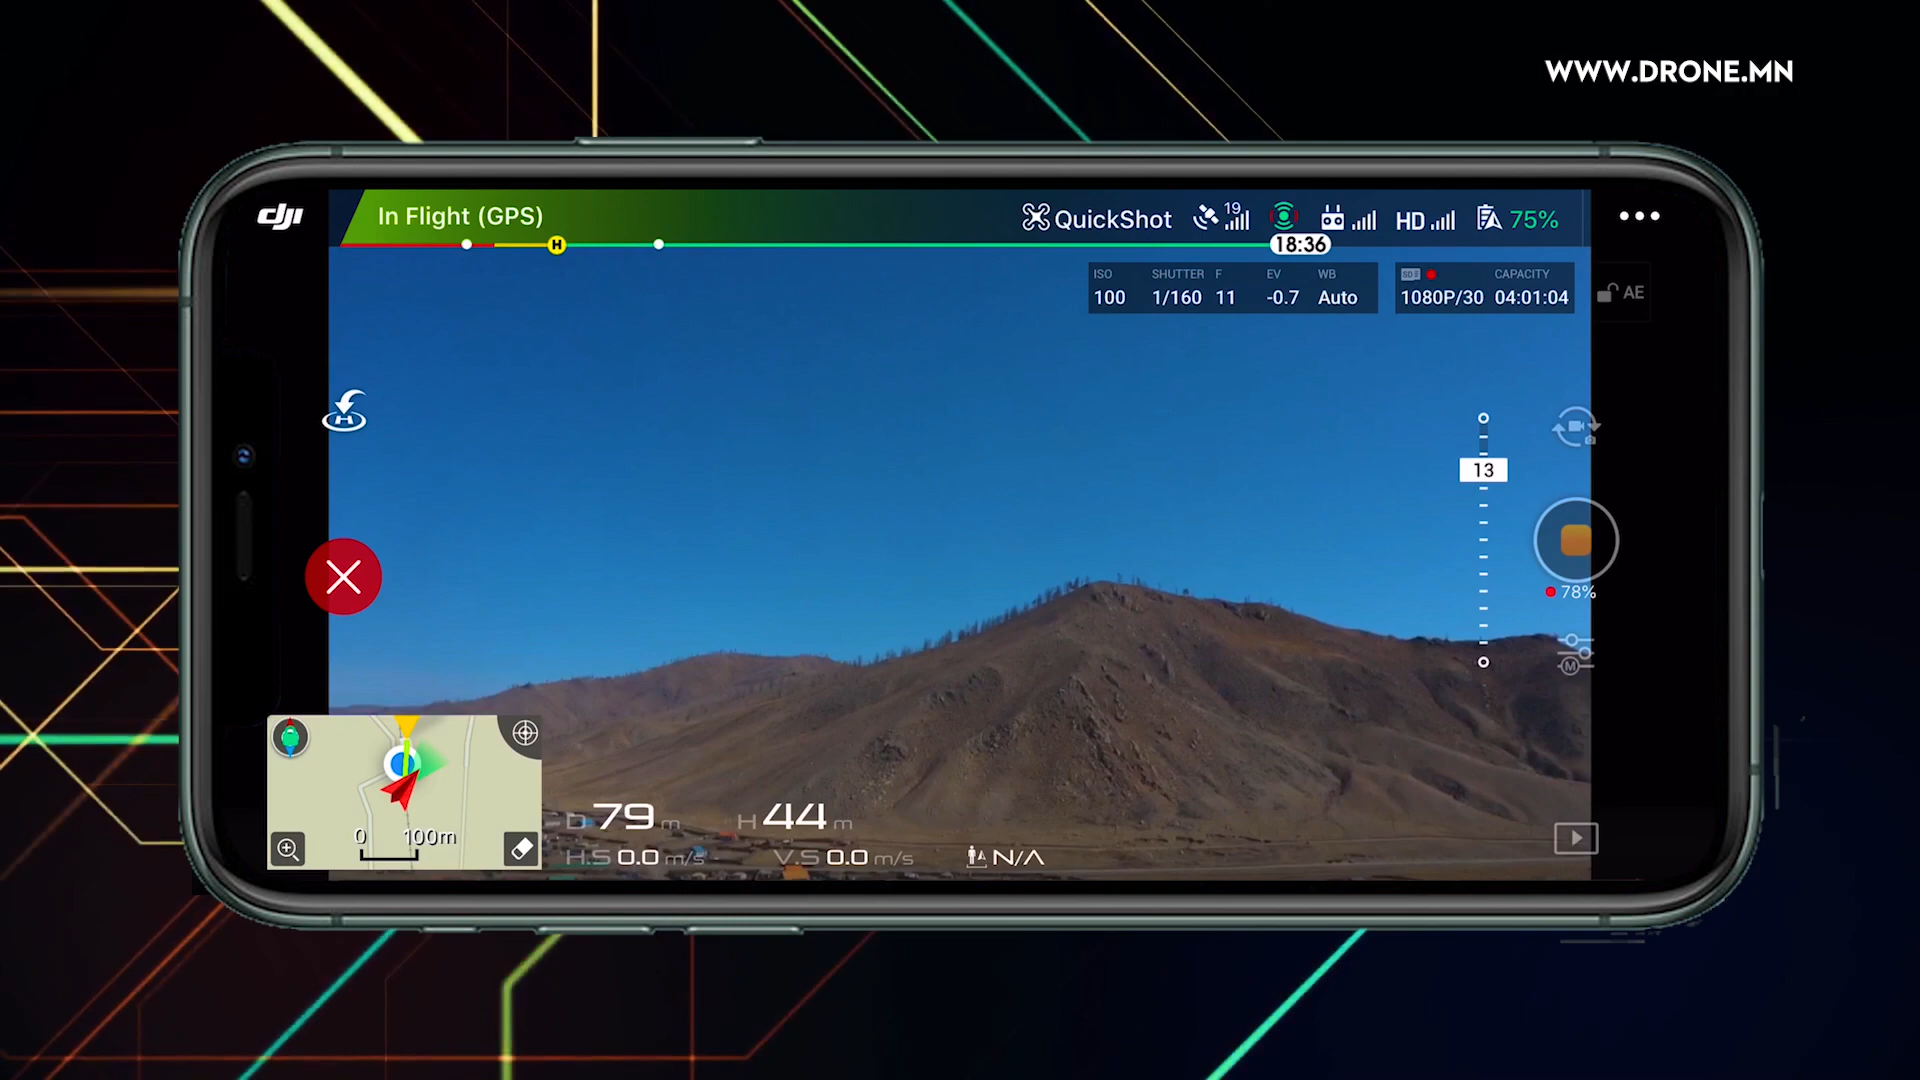 WWW.DRONE.MN
dji
In Flight (GPS)
QuickShot
19
HD
75%
H
18:36
ISO SHUTTER F EV WB
100 1/160 11 -0.7 Auto
SD CAPACITY
1080P/30 04:01:04
AE
H
13
78%
M
0 100m
D 79 m H 44 m
H.S 0.0 m/s V.S 0.0 m/s N/A